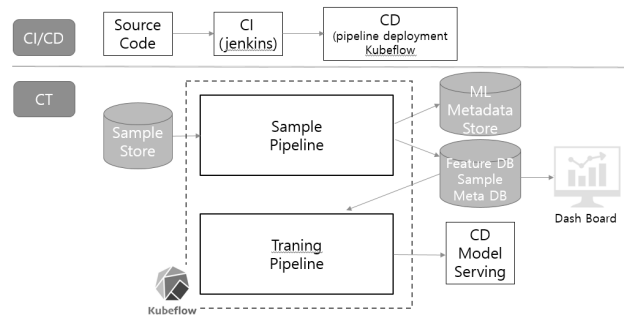 CI/CD
Source
Code
CI
(jenkins)
CD
(pipeline deployment
Kubeflow
CT
Sample
Store
Sample
Pipeline
ML
Metadata
Store
Feature DB
Sample
Meta DB
Dash Board
Traning
Pipeline
CD
Model
Serving
Kubeflow